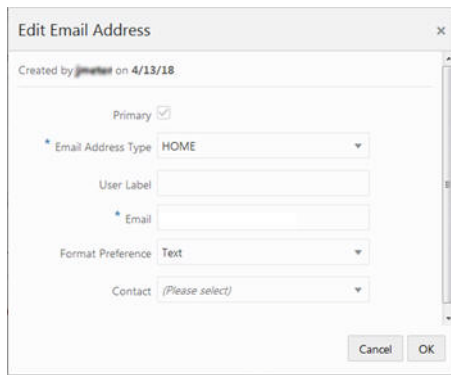 Edit Email Address
Created by on 4/13/18
Primary
* Email Address Type HOME
User Label
* Email
Format Preference Text
Contact (Please select)
Cancel OK